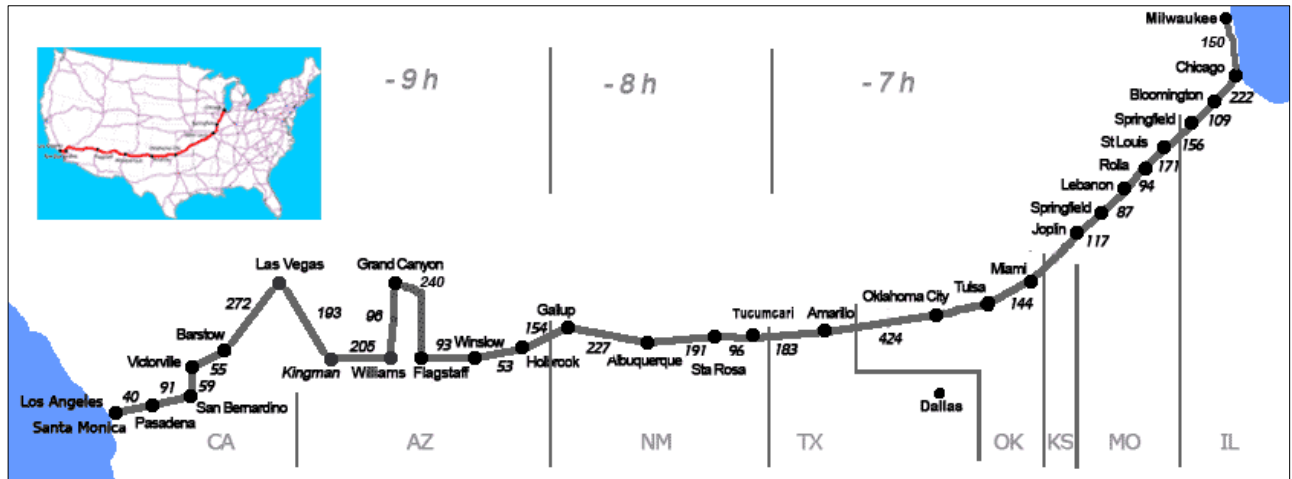 Milwaukee
150
Chicago
222
Bloomington
109
Springfield
156
St Louis
171
Rolla
94
Lebanon
87
Springfield
117
Joplin
-9h
-8h
-7h
Miami
144
Tulsa
Oklahoma City
424
Amarillo
183
Tucumcari
96
Sta Rosa
191
Albuquerque
227
Gallup
154
Holbrook
53
Winslow
93
Flagstaff
240
Grand Canyon
96
Williams
205
Kingman
193
Las Vegas
272
Barstow
55
Victorville
59
San Bernardino
91
Pasadena
40
Los Angeles
Santa Monica
Dallas
CA
AZ
NM
TX
OK
KS
MO
IL